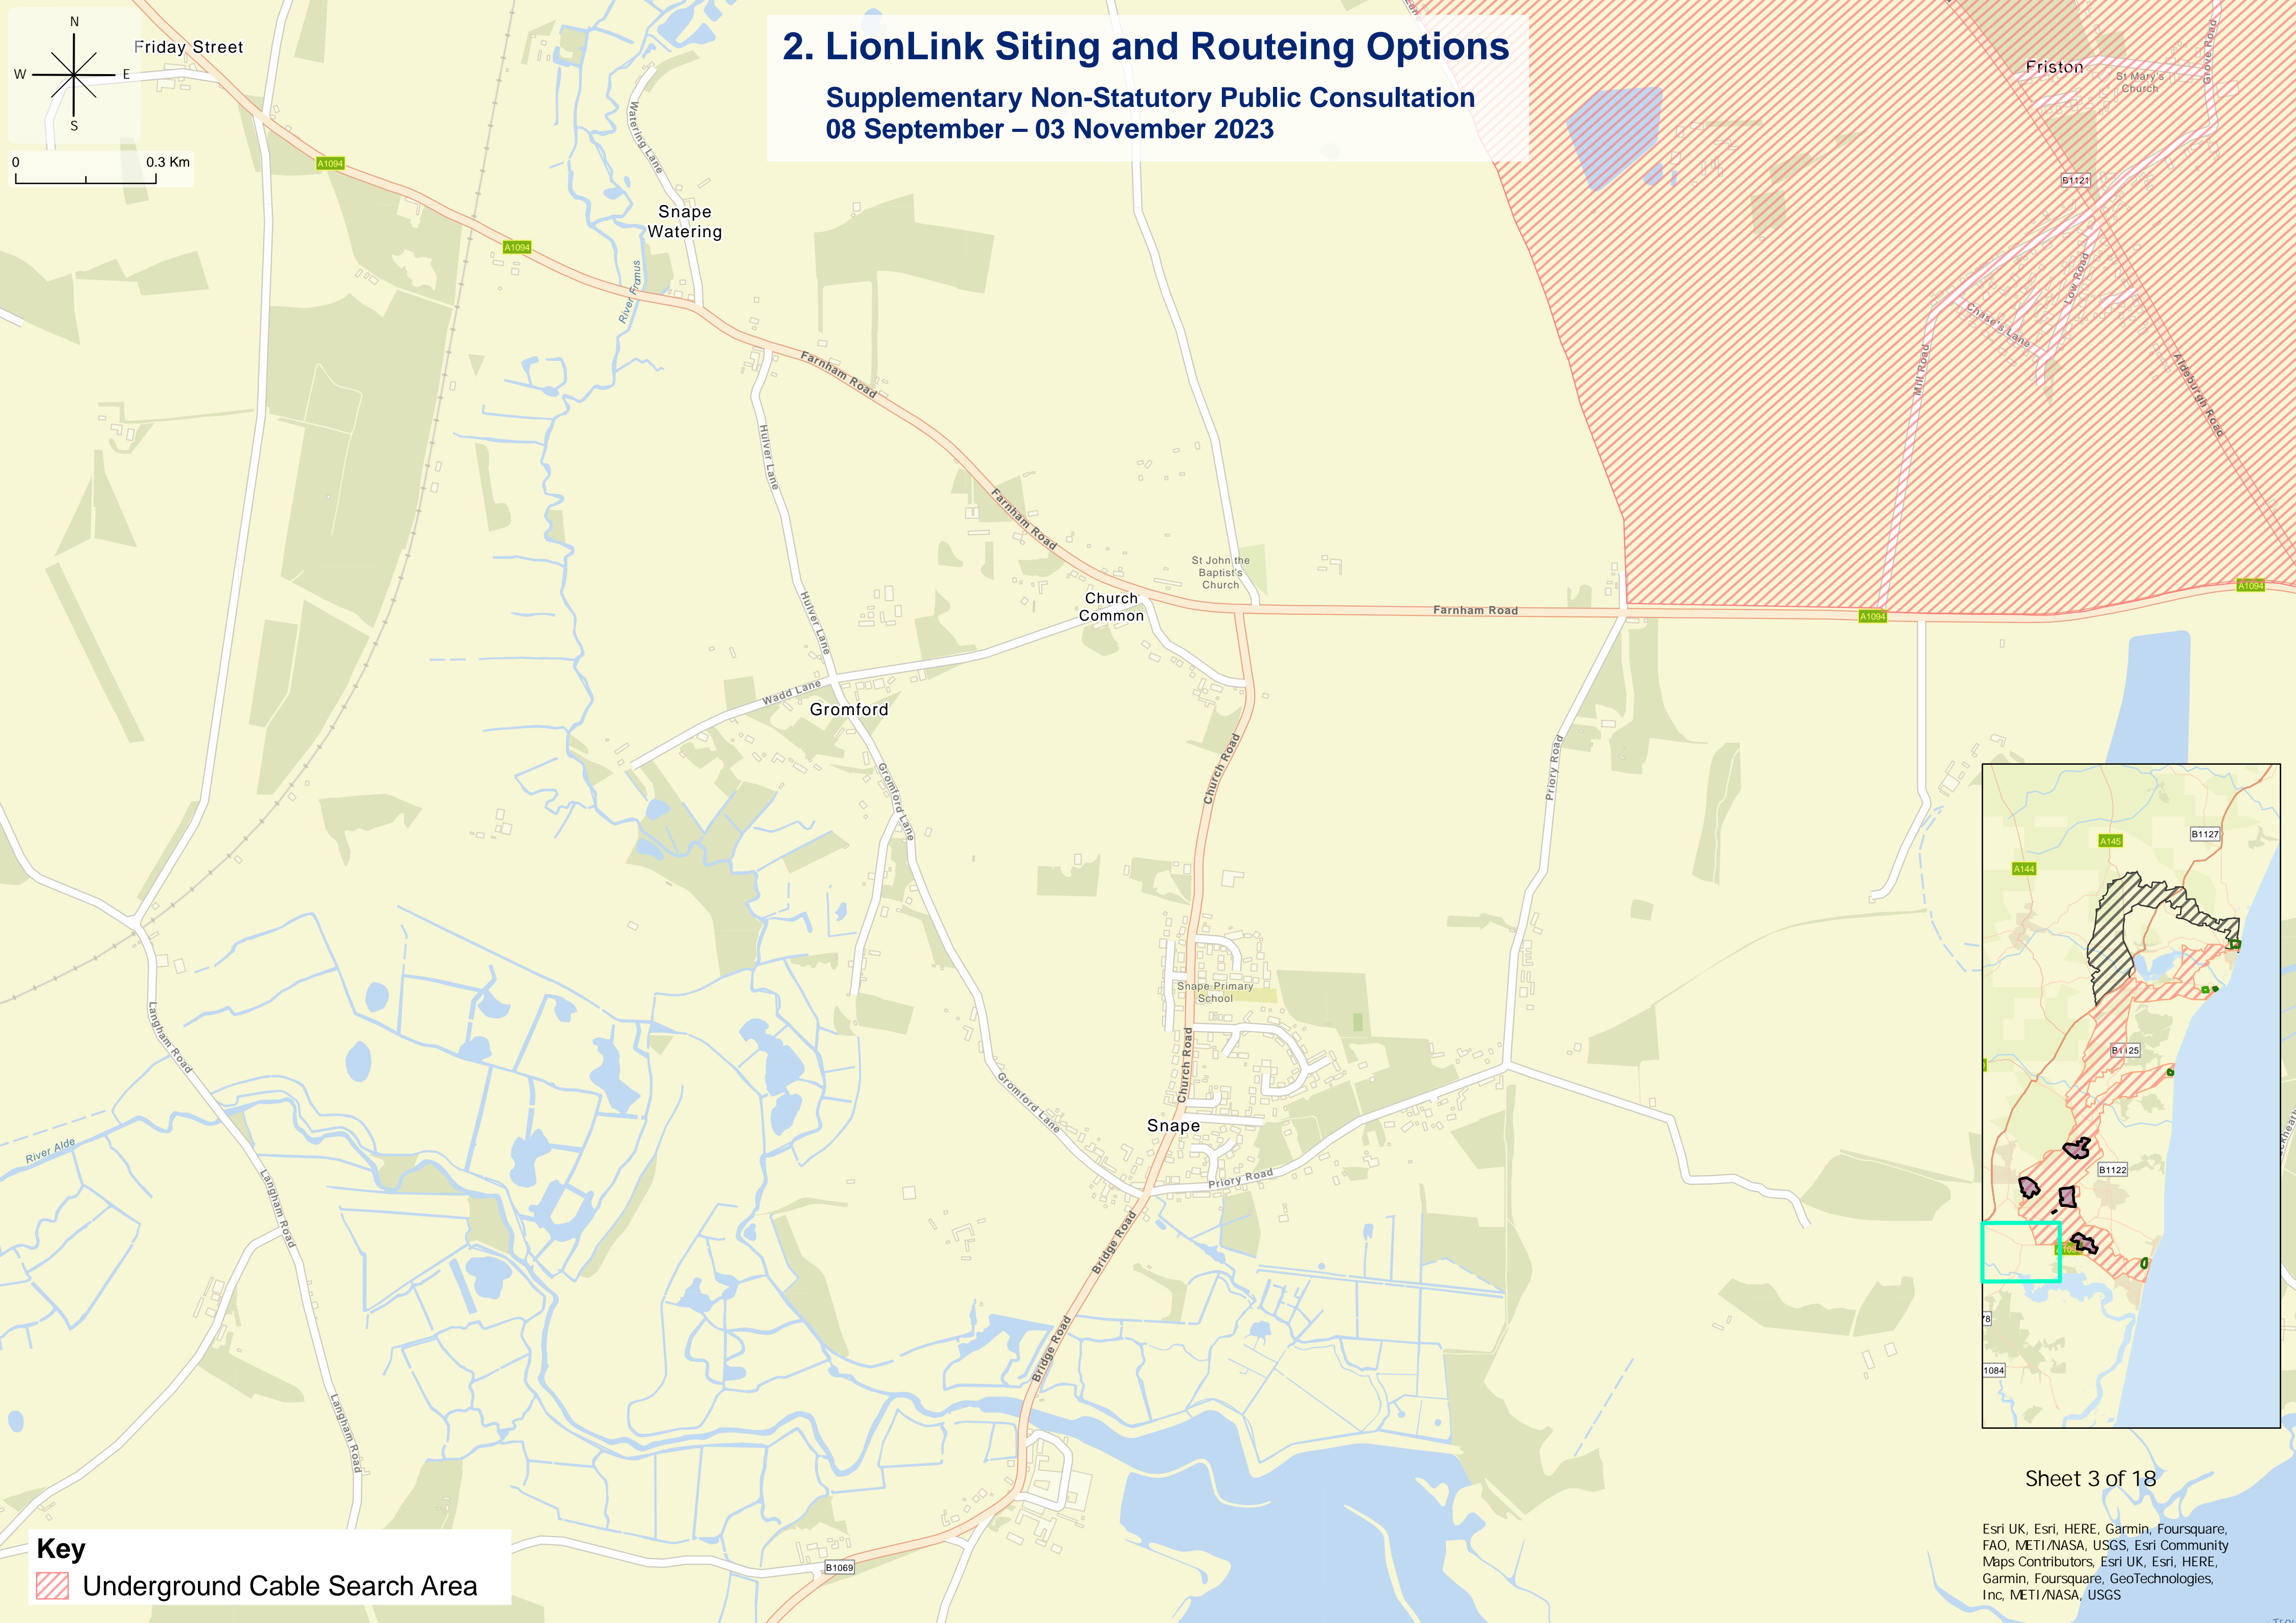 N
W
E
S
0
0.3 Km
2. LionLink Siting and Routeing Options
Supplementary Non-Statutory Public Consultation
08 September – 03 November 2023
Friday Street
A1094
A1094
Watering Lane
Snape
Watering
River Fromus
Friston
St Mary's
Church
Grove Road
B1121
Low Road
Chase's Lane
Mill Road
Aldeburgh Road
Farnham Road
Hulver Lane
Farnham Road
St John the
Baptist's
Church
Church
Common
Farnham Road
A1094
A1094
Hulver Lane
Wadd Lane
Gromford
Gromford Lane
Church Road
Priory Road
Snape Primary
School
Church Road
Langham Road
Gromford Lane
Snape
Priory Road
River Alde
Langham Road
Bridge Road
Bridge Road
Langham Road
B1069
A145
B1127
A144
B1125
B1122
1084
Sheet 3 of 18
Esri UK, Esri, HERE, Garmin, Foursquare,
FAO, METI/NASA, USGS, Esri Community
Maps Contributors, Esri UK, Esri, HERE,
Garmin, Foursquare, GeoTechnologies,
Inc, METI/NASA, USGS
Key
Underground Cable Search Area